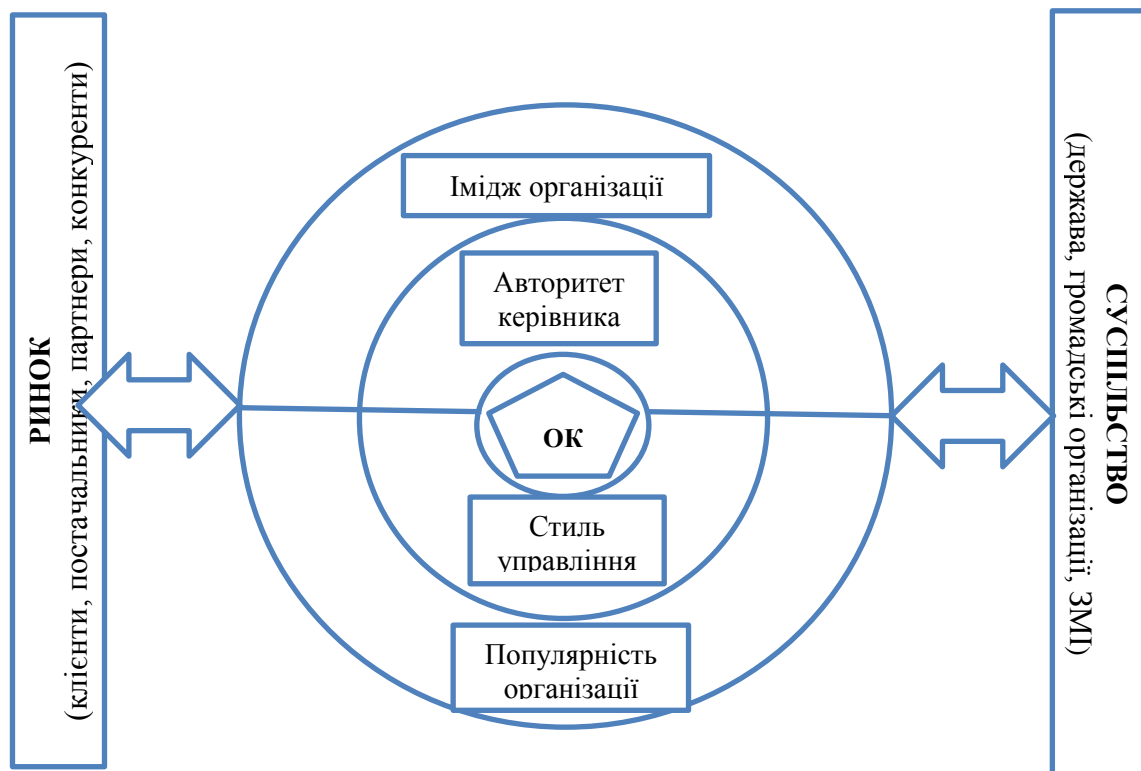 РИНОК
(клієнти, постачальники, партнери, конкуренти)
Імідж організації
Авторитет
керівника
ОК
Стиль
управління
Популярність
організації
СУСПІЛЬСТВО
(держава, громадські організації, ЗМІ)